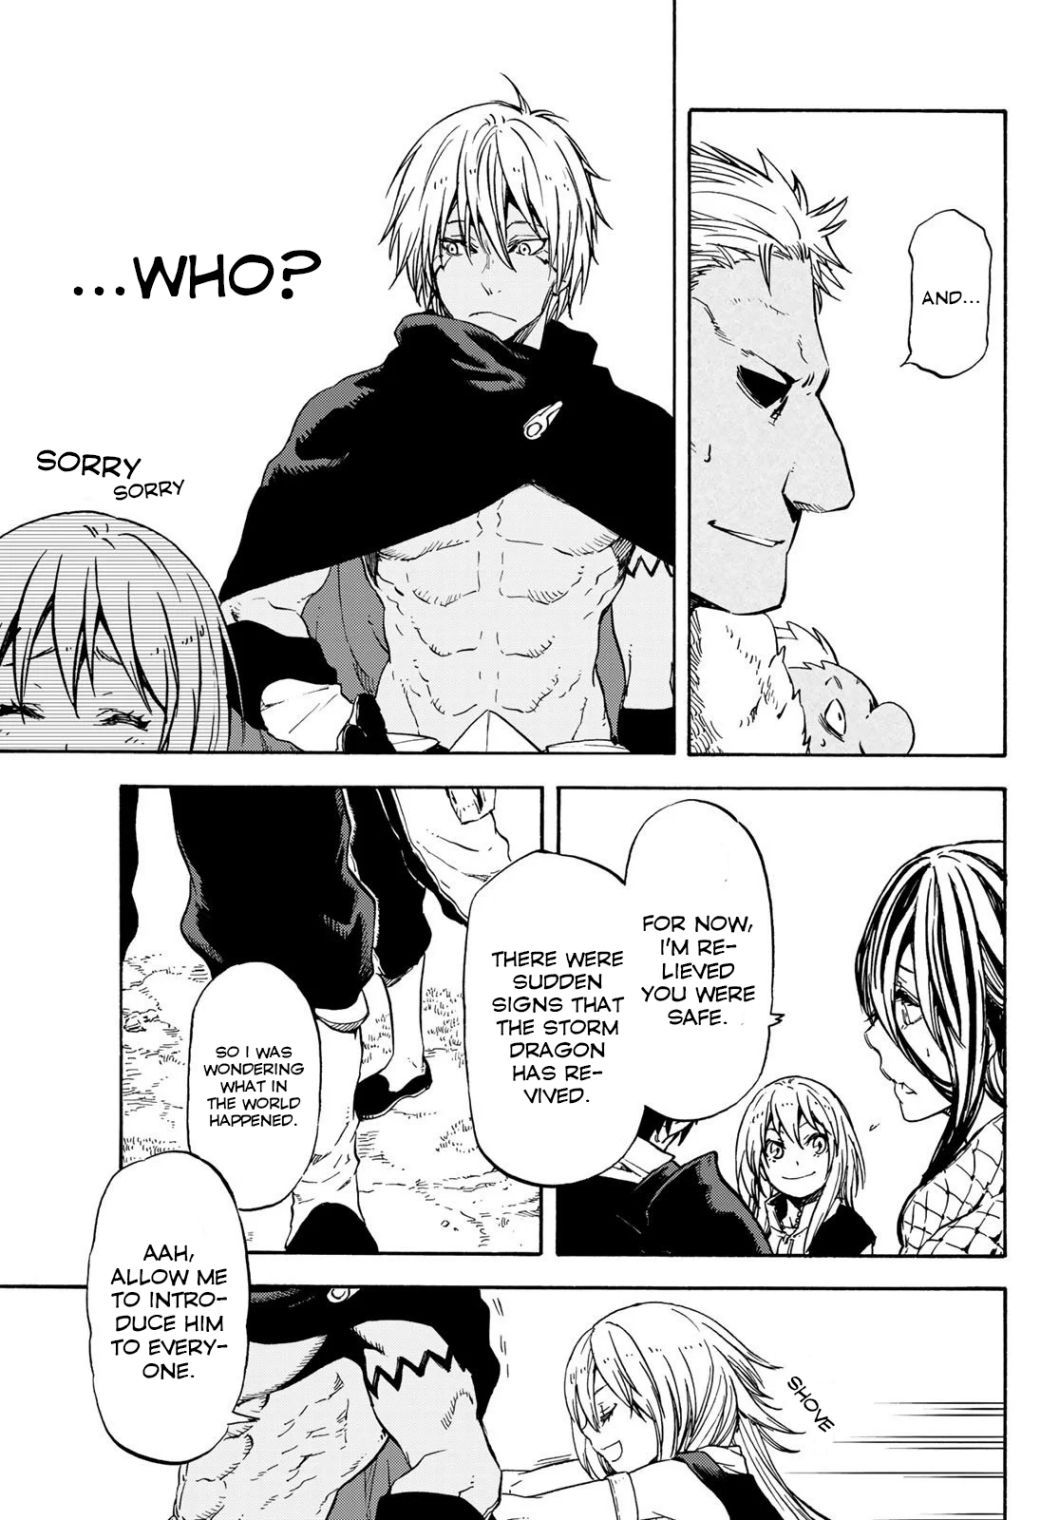 AND...
...WHO?
SORRY
SORRY
FOR NOW,
I'M RE-
LIEVED
YOU WERE
SAFE.
THERE WERE
SUDDEN
SIGNS THAT
THE STORM
DRAGON
HAS RE-
VIVED.
SO I WAS
WONDERING
WHAT IN
THE WORLD
HAPPENED.
SHOVE
AAH,
ALLOW ME
TO INTRO-
DUCE HIM
TO EVERY-
ONE.